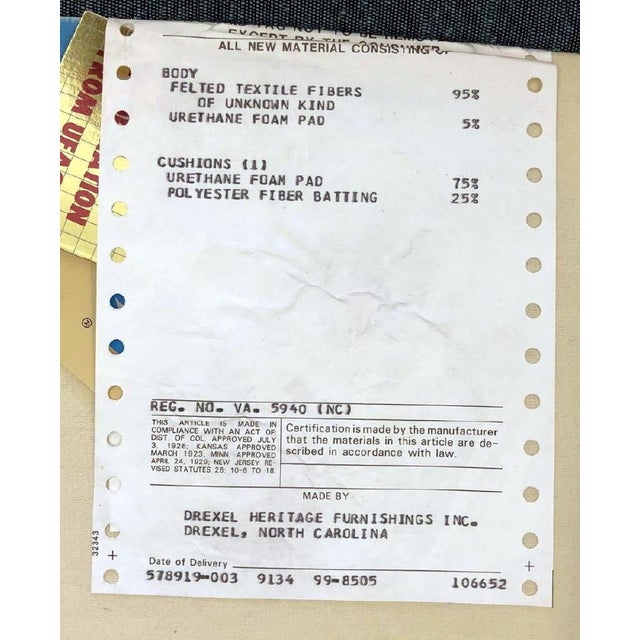 ALL NEW MATERIAL CONSISTING OF
BODY
FELTED TEXTILE FIBERS 95%
OF UNKNOWN KIND
URETHANE FOAM PAD 5%
CUSHIONS (1)
URETHANE FOAM PAD 75%
POLYESTER FIBER BATTING 25%
REG. NO. VA. 5940 (NC)
THIS ARTICLE IS MADE IN
COMPLIANCE WITH AN ACT OF
DIST. OF COL. APPROVED JULY
3, 1926; KANSAS APPROVED
MARCH 1923; MINN. APPROVED
APRIL 24, 1929; NEW JERSEY RE-
VISED STATUTES 26: 10-6 TO 18
Certification is made by the manufacturer
that the materials in this article are de-
scribed in accordance with law.
MADE BY
DREXEL HERITAGE FURNISHINGS INC.
DREXEL, NORTH CAROLINA
Date of Delivery
578919-003 9134 99-8505 106652
32343
FROM UFA